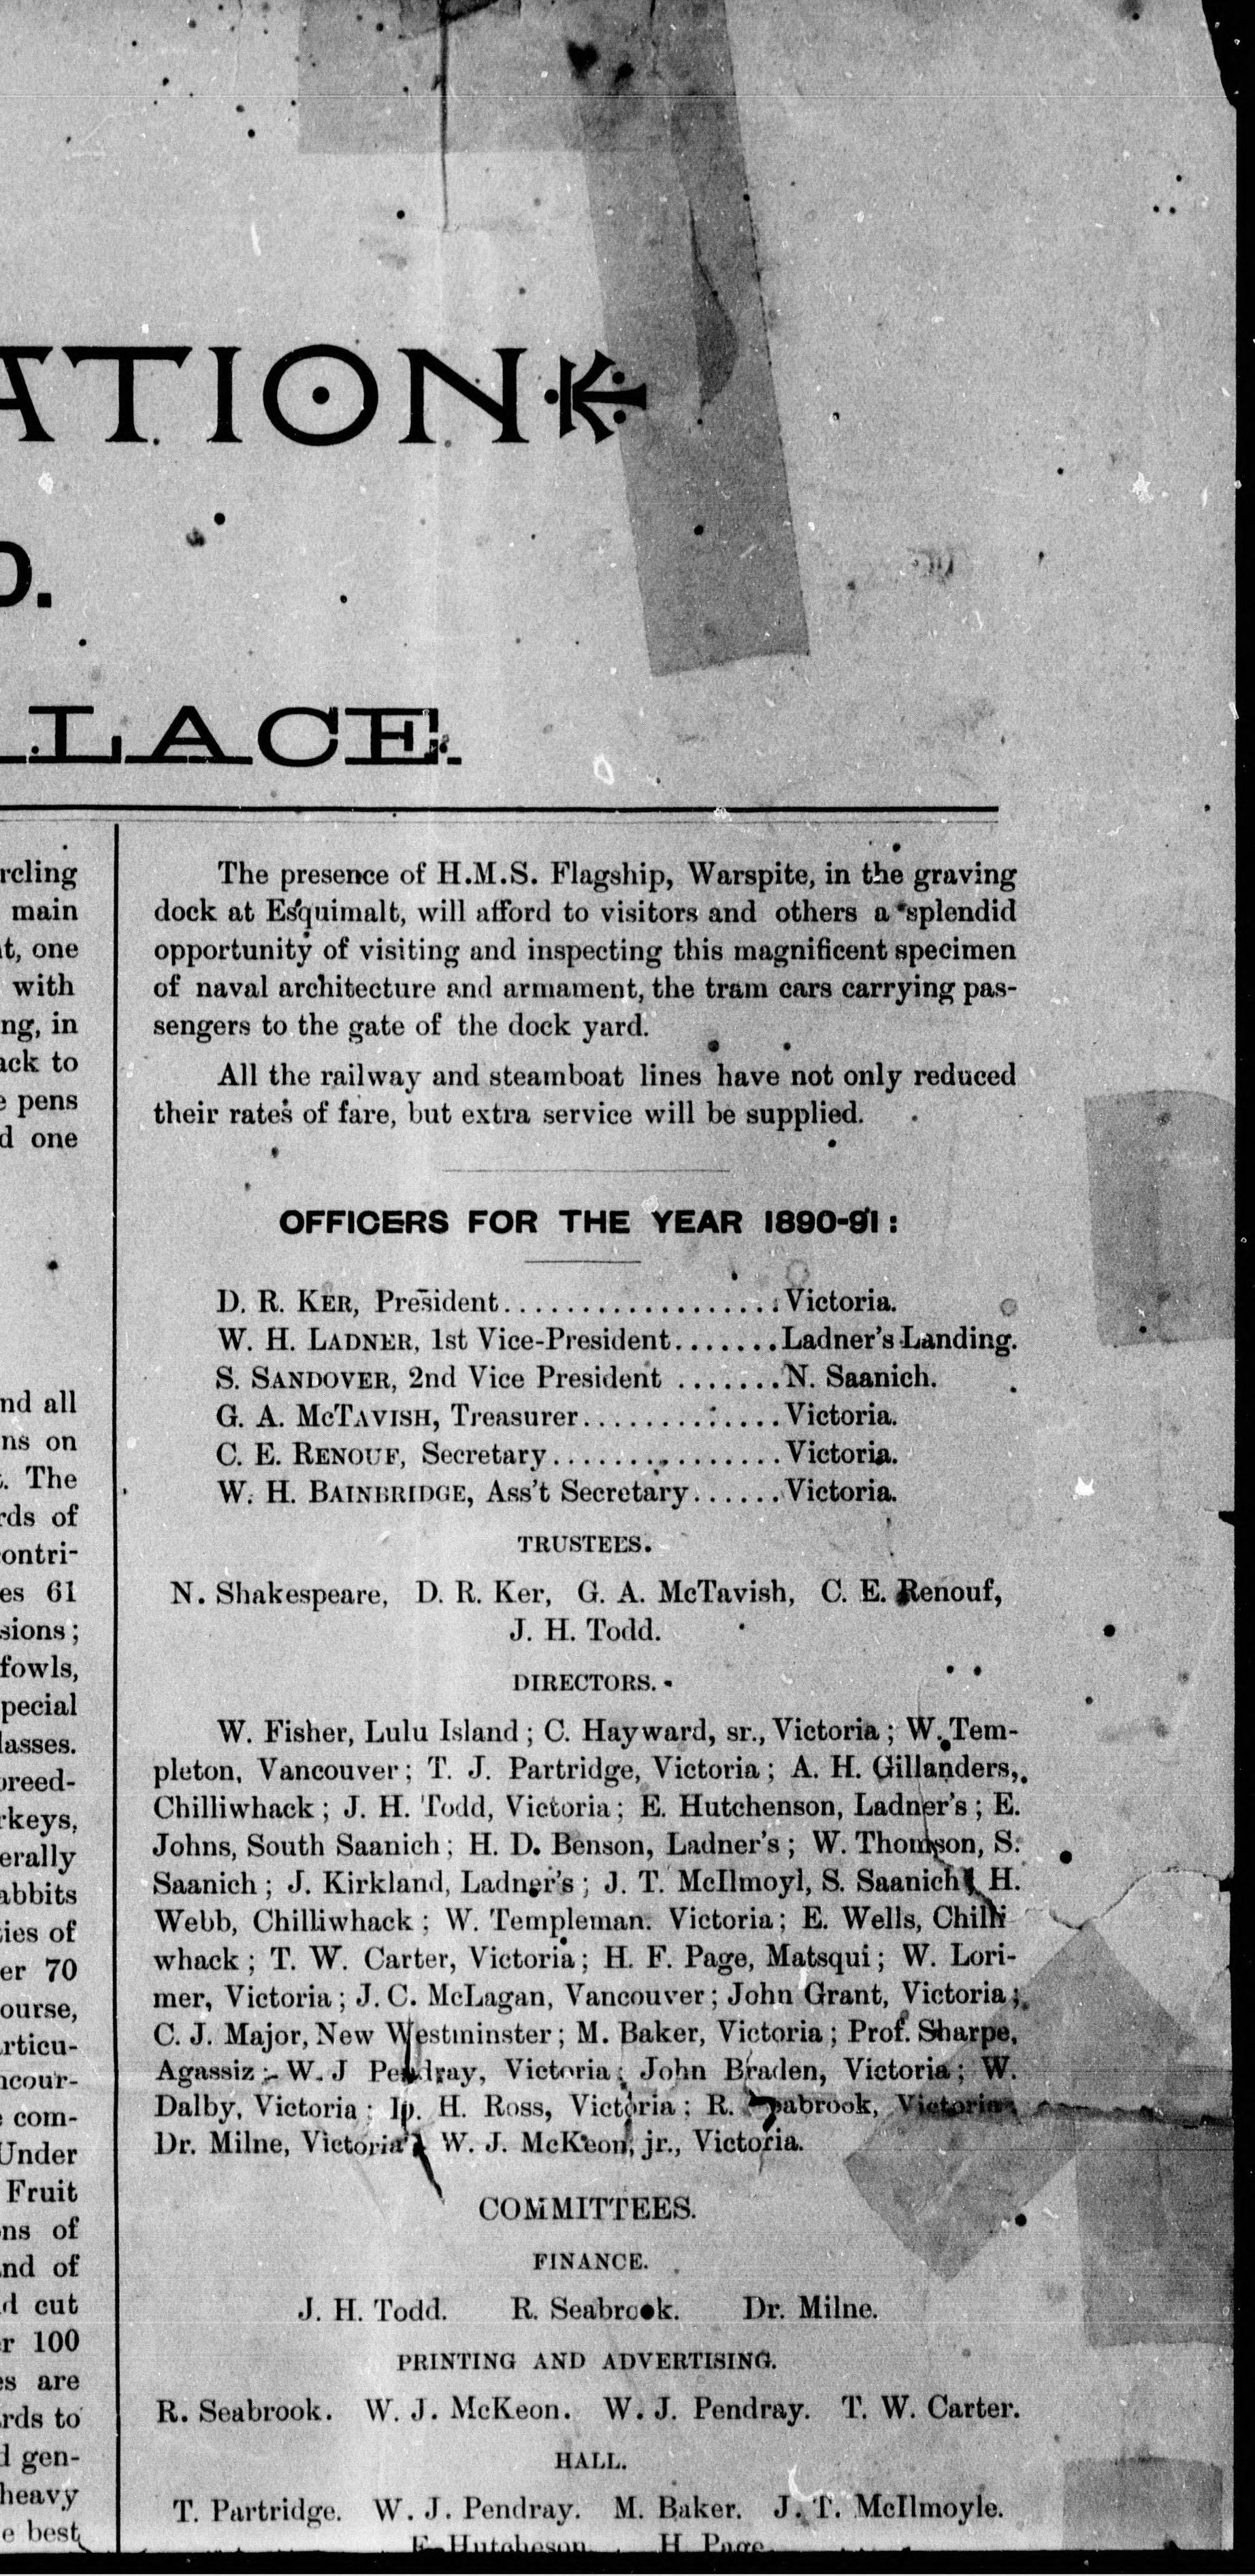 ATION
D.
LACE.
rcling
main
t, one
with
ng, in
ack to
e pens
d one
nd all
ns on
. The
rds of
contri-
es 61
sions;
fowls,
pecial
lasses.
breed-
rkeys,
erally
abbits
ties of
er 70
ourse,
rticu-
ncour-
com-
Under
Fruit
ns of
nd of
d cut
r 100
es are
rds to
d gen-
heavy
e best
The presence of H.M.S. Flagship, Warspite, in the graving
dock at Esquimalt, will afford to visitors and others a splendid
opportunity of visiting and inspecting this magnificent specimen
of naval architecture and armament, the tram cars carrying pas-
sengers to the gate of the dock yard.
All the railway and steamboat lines have not only reduced
their rates of fare, but extra service will be supplied.
OFFICERS FOR THE YEAR 1890-91:
D. R. KER, President...................Victoria.
W. H. LADNER, 1st Vice-President.......Ladner's Landing.
S. SANDOVER, 2nd Vice President .......N. Saanich.
G. A. McTAVISH, Treasurer.............Victoria.
C. E. RENOUF, Secretary...............Victoria.
W. H. BAINBRIDGE, Ass't Secretary......Victoria.
TRUSTEES.
N. Shakespeare, D. R. Ker, G. A. McTavish, C. E. Renouf,
J. H. Todd.
DIRECTORS.
W. Fisher, Lulu Island; C. Hayward, sr., Victoria; W. Tem-
pleton, Vancouver; T. J. Partridge, Victoria; A. H. Gillanders,
Chilliwhack; J. H. Todd, Victoria; E. Hutchenson, Ladner's; E.
Johns, South Saanich; H. D. Benson, Ladner's; W. Thomson, S.
Saanich; J. Kirkland, Ladner's; J. T. McIlmoyl, S. Saanich; H.
Webb, Chilliwhack; W. Templeman. Victoria; E. Wells, Chilli
whack; T. W. Carter, Victoria; H. F. Page, Matsqui; W. Lori-
mer, Victoria; J. C. McLagan, Vancouver; John Grant, Victoria;
C. J. Major, New Westminster; M. Baker, Victoria; Prof. Sharpe,
Agassiz; W. J Pendray, Victoria; John Braden, Victoria; W.
Dalby, Victoria; H. Ross, Victoria; R. Seabrook, Victoria;
Dr. Milne, Victoria; W. J. McKeon, jr., Victoria.
COMMITTEES.
FINANCE.
J. H. Todd. R. Seabrook. Dr. Milne.
PRINTING AND ADVERTISING.
R. Seabrook. W. J. McKeon. W. J. Pendray. T. W. Carter.
HALL.
T. Partridge. W. J. Pendray. M. Baker. J. T. McIlmoyle.
E. Hutcheson H. Page